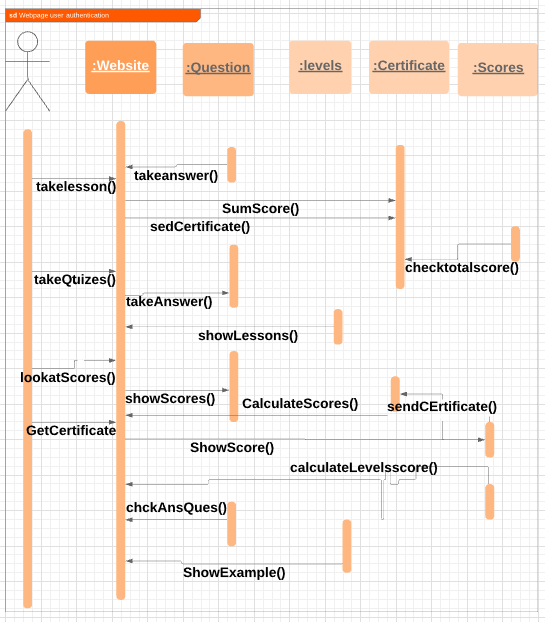 sd Webpage user authentication
:Website
:Question
:levels
:Certificate
:Scores
takeanswer()
takelesson()
SumScore()
sedCertificate()
checktotalscore()
takeQuizes()
takeAnswer()
showLessons()
lookatScores()
showScores()
CalculateScores()
sendCErtificate()
GetCertificate
ShowScore()
calculateLevelsscore()
chckAnsQues()
ShowExample()